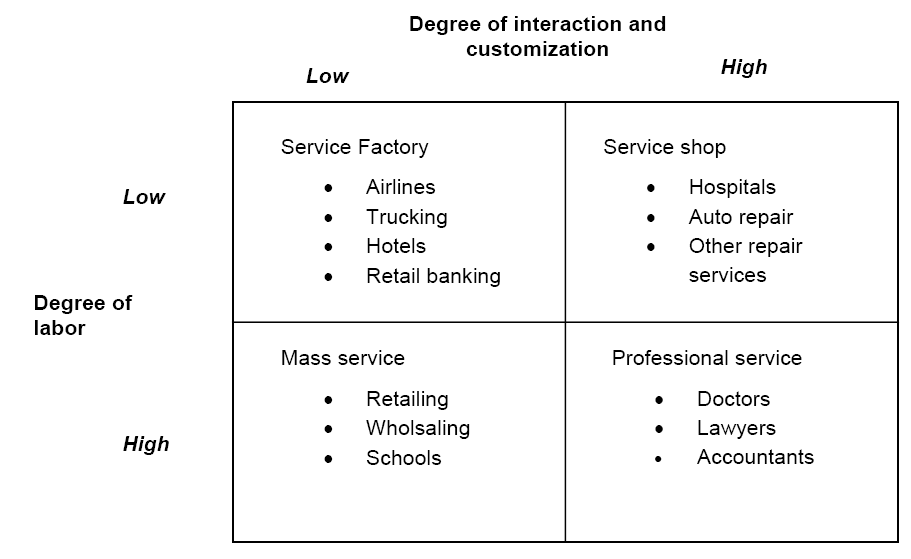 Degree of interaction and
customization
Low
High
Low
Service Factory
• Airlines
• Trucking
• Hotels
• Retail banking
Service shop
• Hospitals
• Auto repair
• Other repair
services
Degree of
labor
High
Mass service
• Retailing
• Wholsaling
• Schools
Professional service
• Doctors
• Lawyers
• Accountants